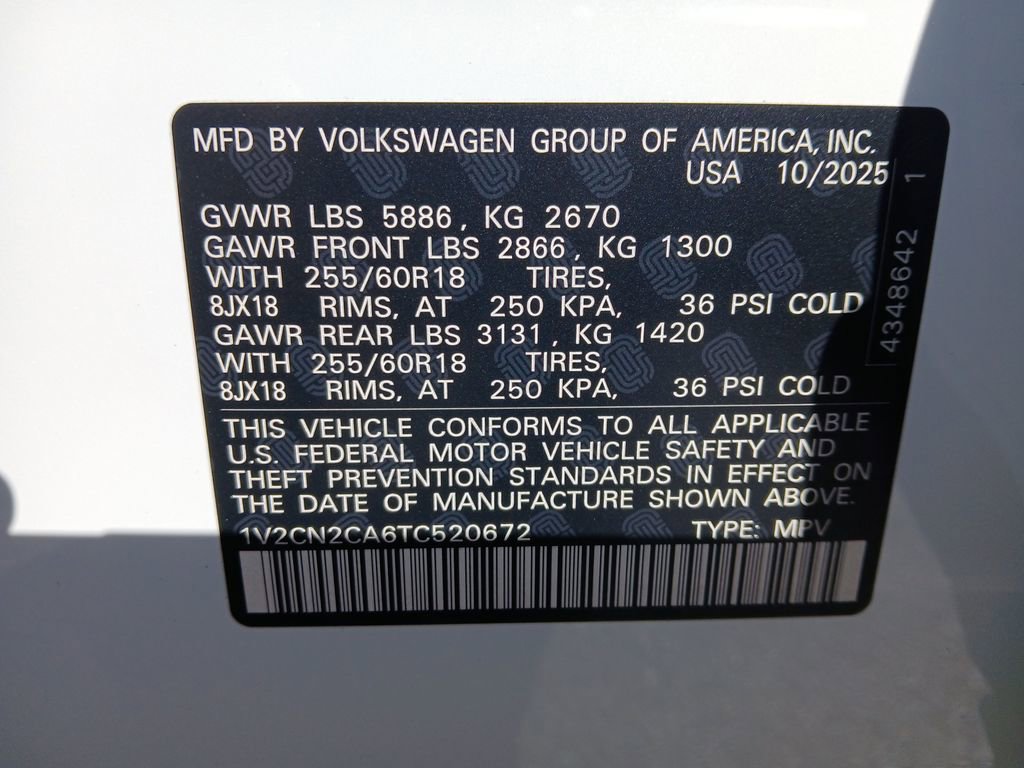 MFD BY VOLKSWAGEN GROUP OF AMERICA, INC.
USA 10/2025
GVWR LBS 5886, KG 2670
GAWR FRONT LBS 2866, KG 1300
WITH 255/60R18 TIRES,
8JX18 RIMS, AT 250 KPA, 36 PSI COLD
GAWR REAR LBS 3131, KG 1420
WITH 255/60R18 TIRES,
8JX18 RIMS, AT 250 KPA, 36 PSI COLD
THIS VEHICLE CONFORMS TO ALL APPLICABLE
U.S. FEDERAL MOTOR VEHICLE SAFETY AND
THEFT PREVENTION STANDARDS IN EFFECT ON
THE DATE OF MANUFACTURE SHOWN ABOVE.
1V2CN2CA6TC520672 TYPE: MPV
4348642 1